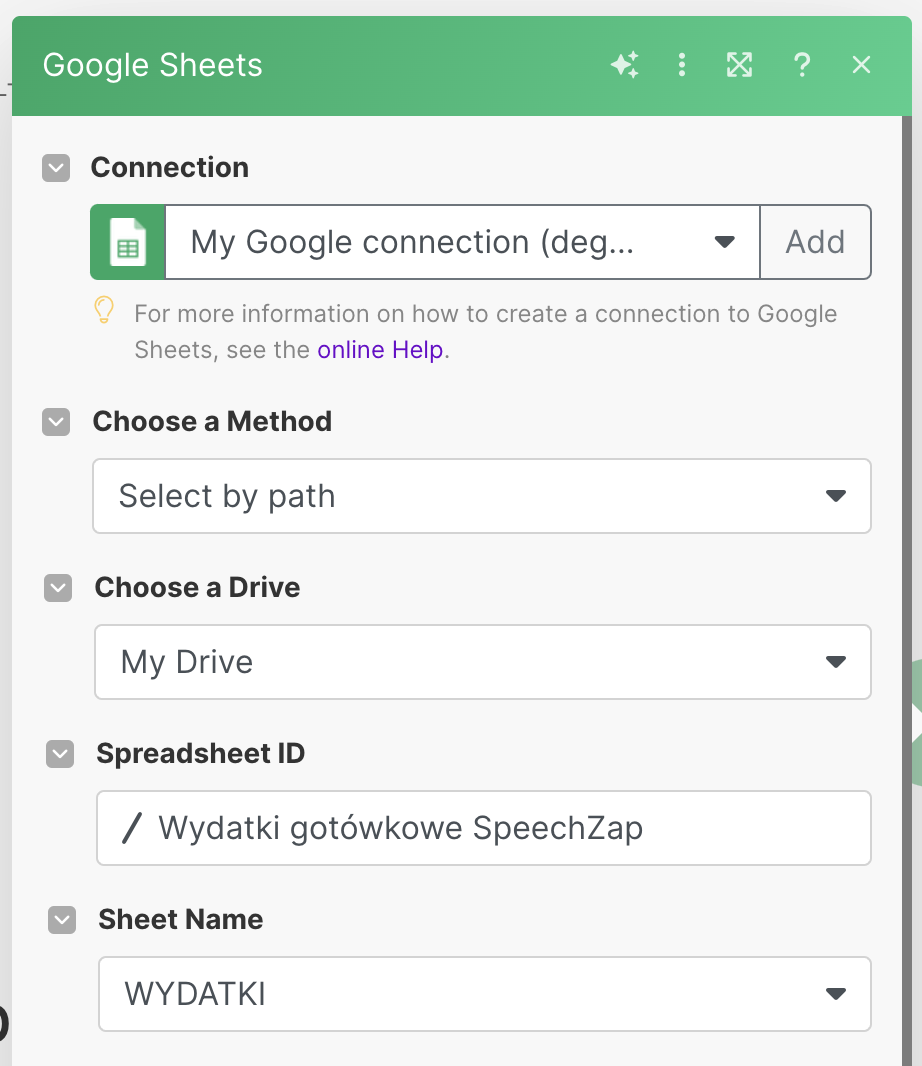 Google Sheets
Connection
My Google connection (deg...
Add
For more information on how to create a connection to Google
Sheets, see the online Help.
Choose a Method
Select by path
Choose a Drive
My Drive
Spreadsheet ID
/ Wydatki gotówkowe SpeechZap
Sheet Name
WYDATKI